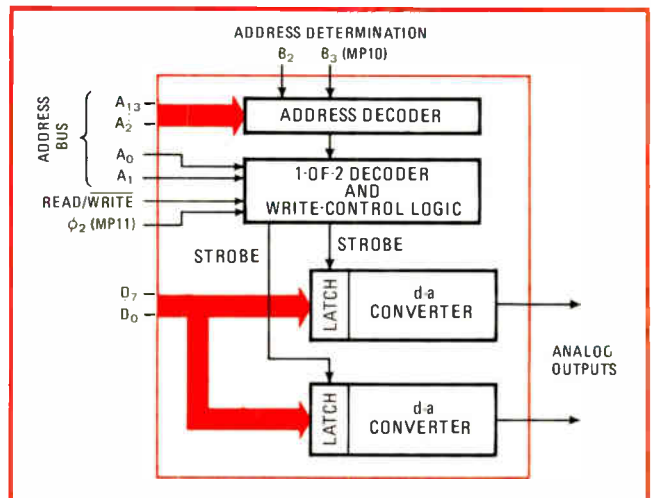 ADDRESS DETERMINATION
B₂ B₃ (MP10)
ADDRESS BUS
A₁₃
A₂
ADDRESS DECODER
A₀
A₁
READ/WRITE
ϕ₂ (MP11)
1-OF-2 DECODER
AND
WRITE-CONTROL LOGIC
STROBE
STROBE
D₇
D₀
LATCH
d-a
CONVERTER
ANALOG
OUTPUTS
LATCH
d-a
CONVERTER